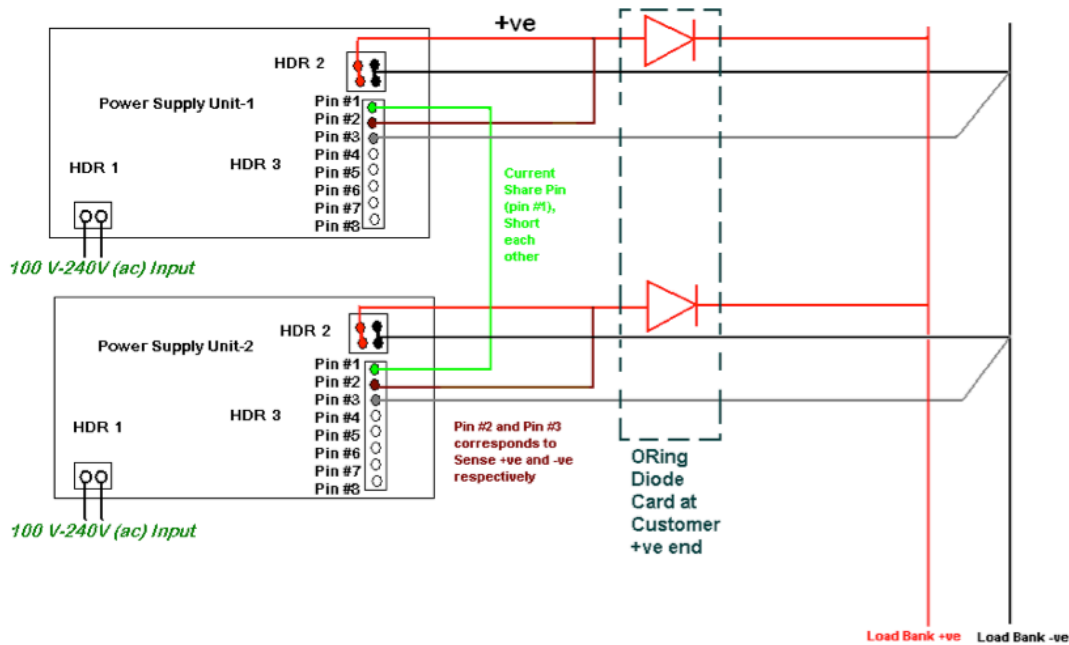 +ve
HDR 2
Power Supply Unit-1
Pin #1
Pin #2
Pin #3
Pin #4
Pin #5
Pin #6
Pin #7
Pin #8
HDR 3
HDR 1
100 V-240V (ac) Input
Current
Share Pin
(pin #1),
Short
each
other
HDR 2
Power Supply Unit-2
Pin #1
Pin #2
Pin #3
Pin #4
Pin #5
Pin #6
Pin #7
Pin #8
HDR 3
HDR 1
100 V-240V (ac) Input
Pin #2 and Pin #3
corresponds to
Sense +ve and -ve
respectively
ORing
Diode
Card at
Customer
+ve end
Load Bank +ve
Load Bank -ve